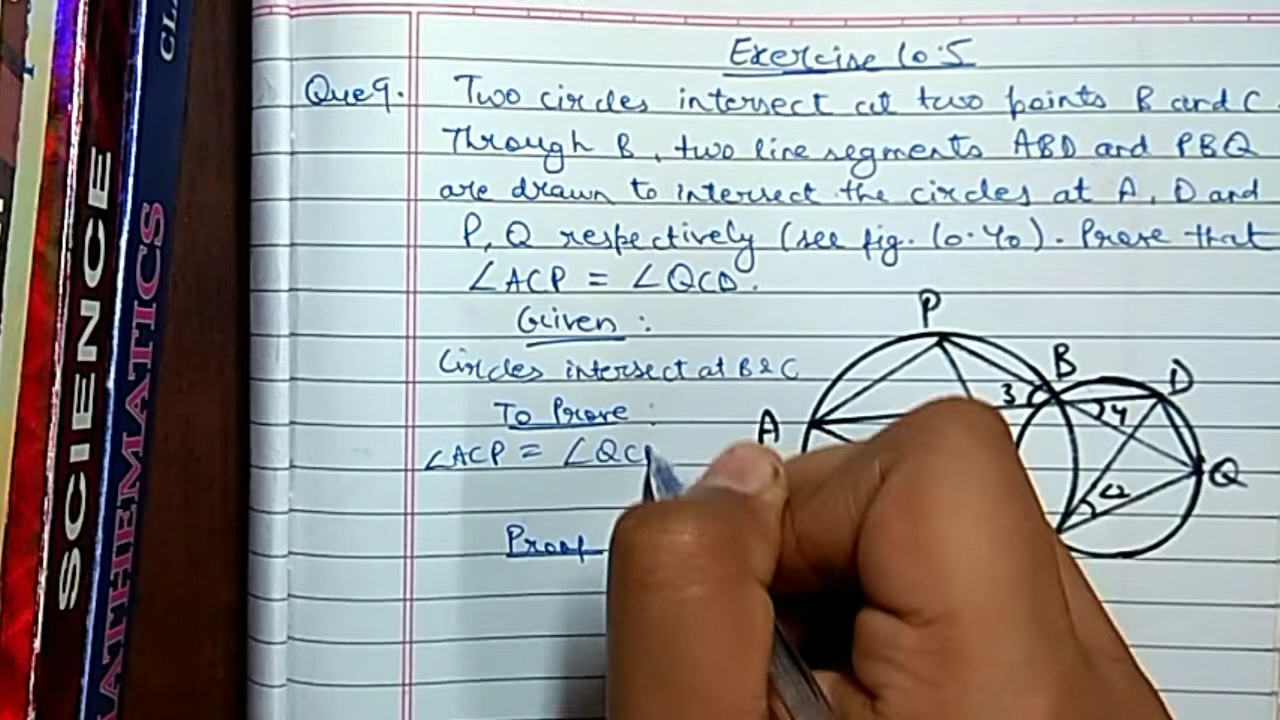 Exercise 10.5
Que 9. Two circles intersect at two points B and C.
Through B, two line segments ABD and PBQ
are drawn to intersect the circles at A, D and
P, Q respectively (see fig. 10.40). Prove that
∠ACP = ∠QCD.
Given :
Circles intersect at B & C
To Prove :
∠ACP = ∠QC
Proof
P
B
D
A
3
4
Q
2
SCIENCE
MATHEMATICS
CLA